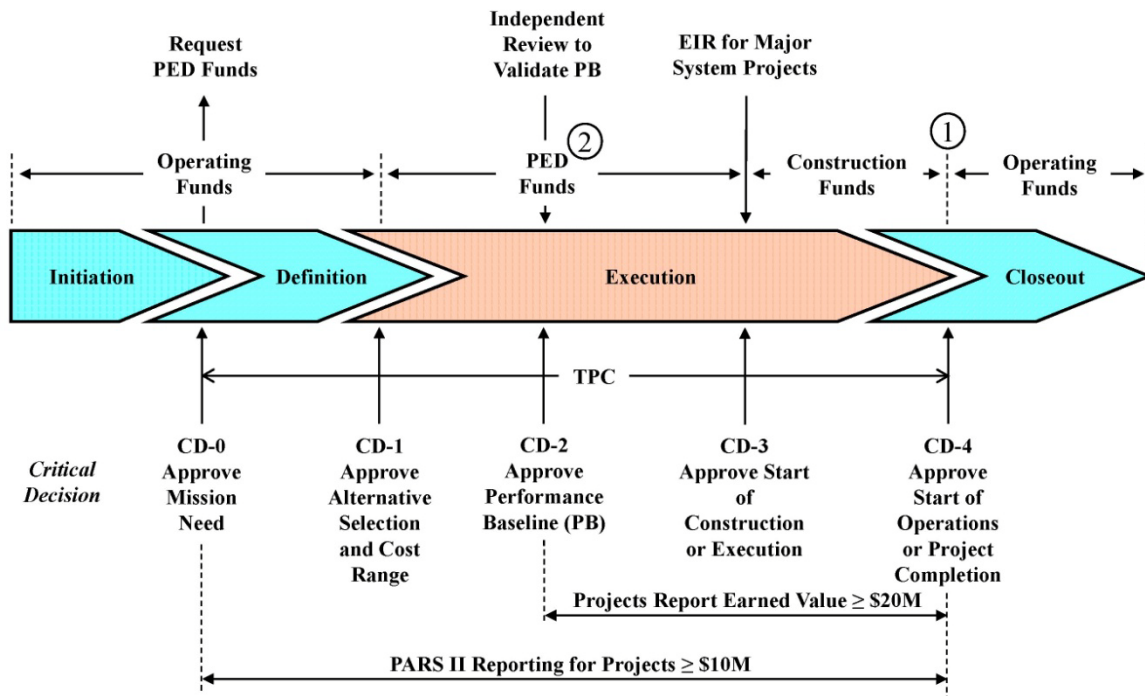 Request
PED Funds
Independent
Review to
Validate PB
EIR for Major
System Projects
Operating
Funds
PED
Funds
2
Construction
Funds
1
Operating
Funds
Initiation
Definition
Execution
Closeout
TPC
Critical
Decision
CD-0
Approve
Mission
Need
CD-1
Approve
Alternative
Selection
and Cost
Range
CD-2
Approve
Performance
Baseline (PB)
CD-3
Approve Start
of
Construction
or Execution
CD-4
Approve
Start of
Operations
or Project
Completion
Projects Report Earned Value ≥ $20M
PARS II Reporting for Projects ≥ $10M